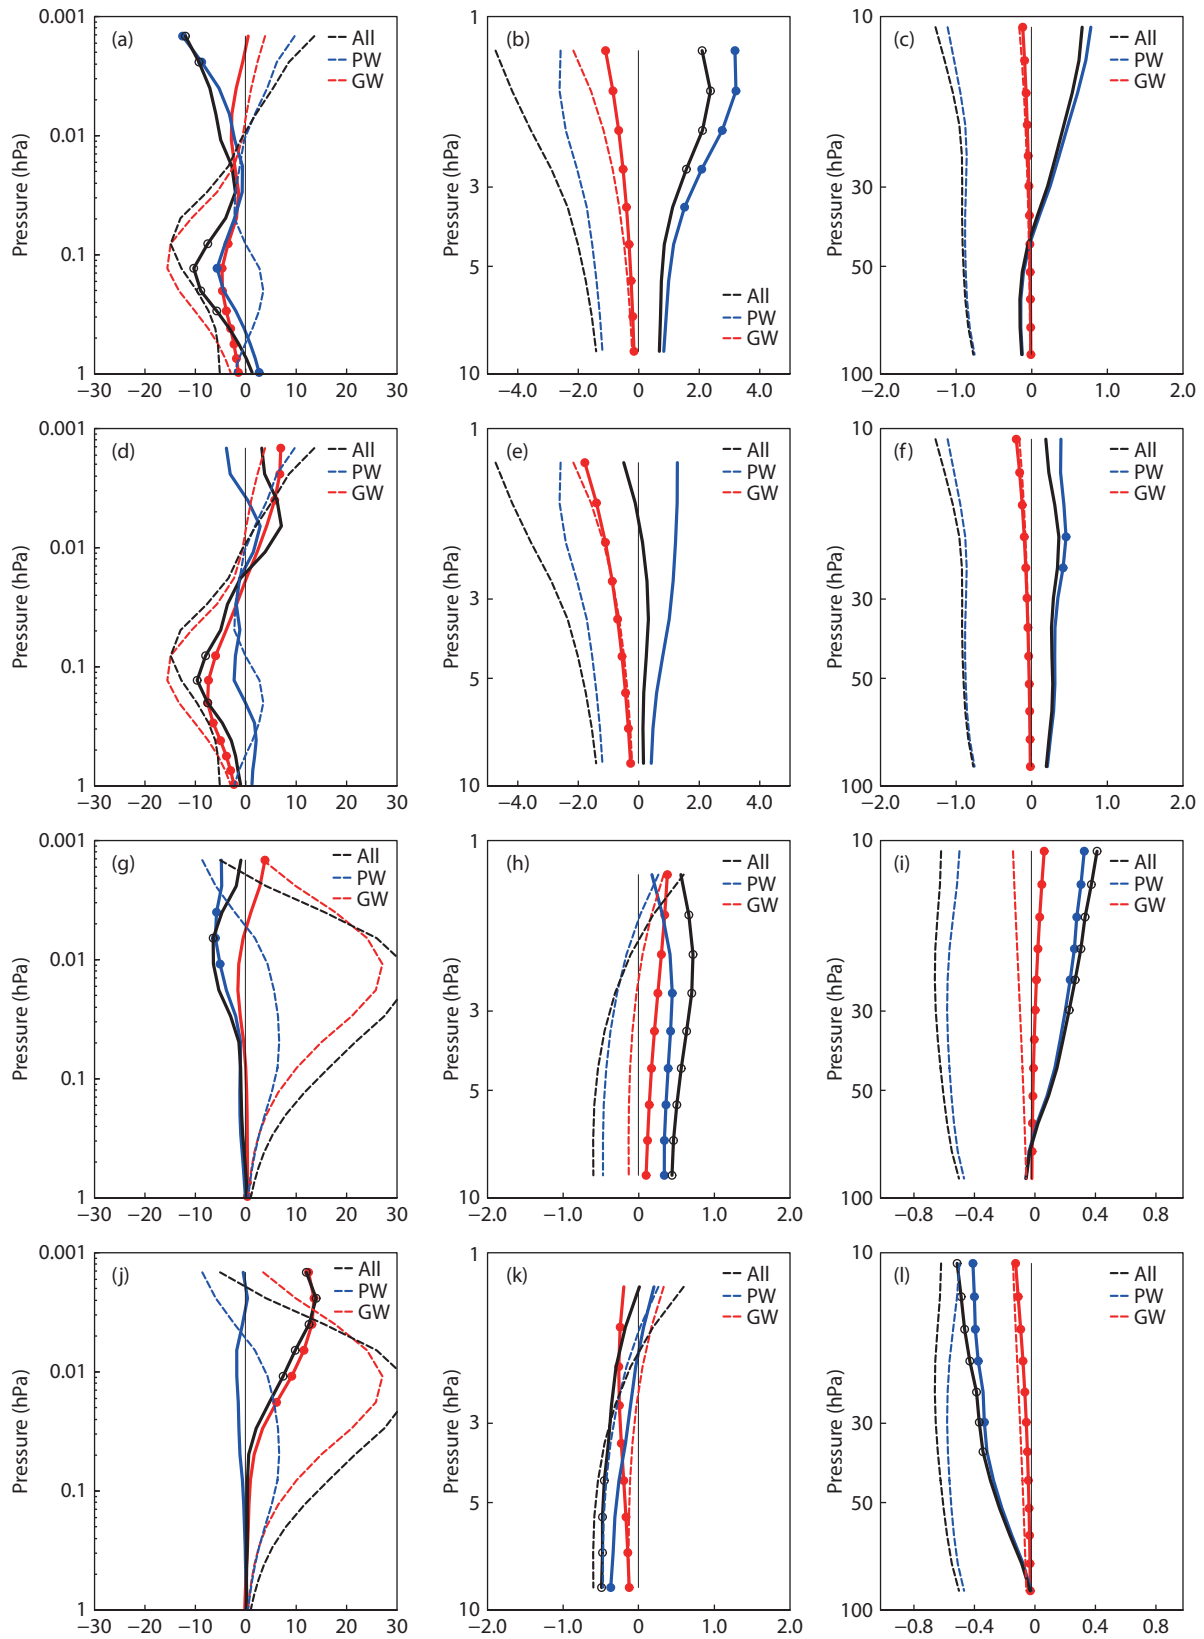 0.001
(a)
All
PW
GW
0.01
0.1
1
−30 −20 −10 0 10 20 30
Pressure (hPa)
1
(b)
3
5
All
PW
GW
10
−4.0 −2.0 0 2.0 4.0
Pressure (hPa)
10
(c)
All
PW
GW
30
50
100
−2.0 −1.0 0 1.0 2.0
Pressure (hPa)
0.001
(d)
All
PW
GW
0.01
0.1
1
−30 −20 −10 0 10 20 30
Pressure (hPa)
1
(e)
All
PW
GW
3
5
10
−4.0 −2.0 0 2.0 4.0
Pressure (hPa)
10
(f)
All
PW
GW
30
50
100
−2.0 −1.0 0 1.0 2.0
Pressure (hPa)
0.001
(g)
All
PW
GW
0.01
0.1
1
−30 −20 −10 0 10 20 30
Pressure (hPa)
1
(h)
All
PW
GW
3
5
10
−2.0 −1.0 0 1.0 2.0
Pressure (hPa)
10
(i)
All
PW
GW
30
50
100
−0.8 −0.4 0 0.4 0.8
Pressure (hPa)
0.001
(j)
All
PW
GW
0.01
0.1
1
−30 −20 −10 0 10 20 30
Pressure (hPa)
1
(k)
All
PW
GW
3
5
10
−2.0 −1.0 0 1.0 2.0
Pressure (hPa)
10
(l)
All
PW
GW
30
50
100
−0.8 −0.4 0 0.4 0.8
Pressure (hPa)